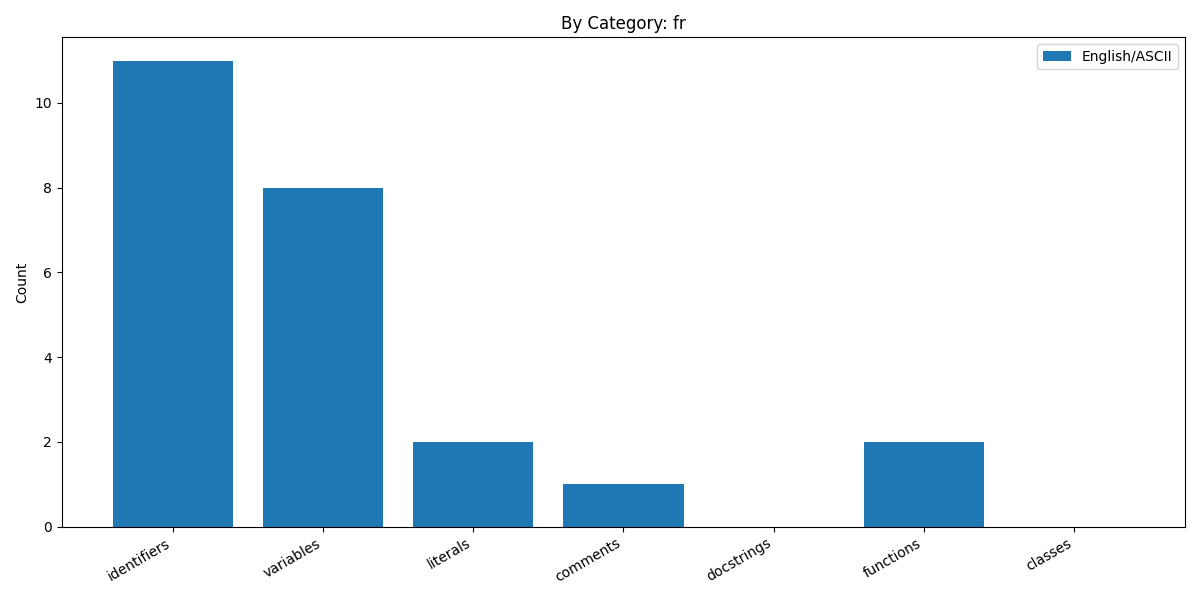 By Category: fr
English/ASCII
Count
10
8
6
4
2
0
identifiers
variables
literals
comments
docstrings
functions
classes